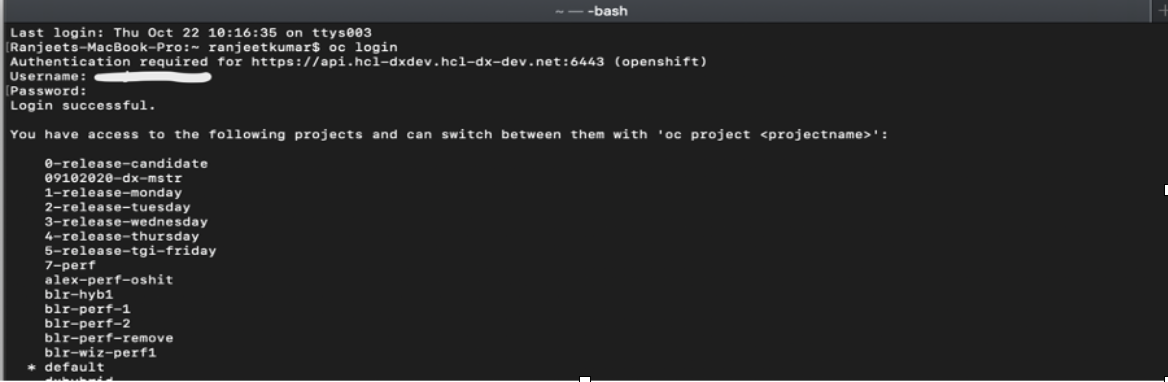 ~ — -bash
Last login: Thu Oct 22 10:16:35 on ttys003
[Ranjeets-MacBook-Pro:~ ranjeetkumar$ oc login
Authentication required for https://api.hcl-dxdev.hcl-dx-dev.net:6443 (openshift)
Username:
[Password:
Login successful.
You have access to the following projects and can switch between them with 'oc project <projectname>':
0-release-candidate
09102020-dx-mstr
1-release-monday
2-release-tuesday
3-release-wednesday
4-release-thursday
5-release-tgi-friday
7-perf
alex-perf-oshit
blr-hyb1
blr-perf-1
blr-perf-2
blr-perf-remove
blr-wiz-perf1
* default